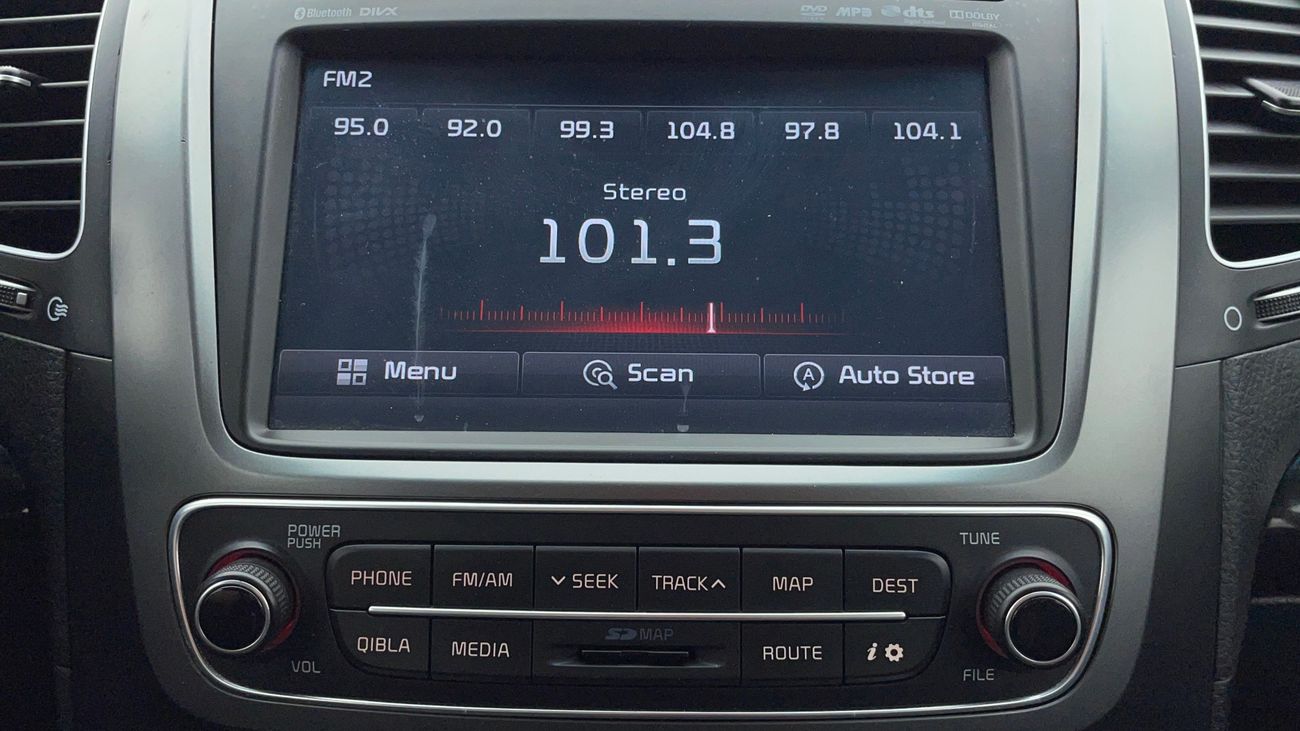 Bluetooth DIVX DVD MP3 dts DOLBY
DIGITAL
FM2
95.0 92.0 99.3 104.8 97.8 104.1
Stereo
101.3
Menu Scan Auto Store
POWER
PUSH
TUNE
PHONE FM/AM SEEK TRACK MAP DEST
QIBLA MEDIA SD MAP ROUTE i
VOL FILE